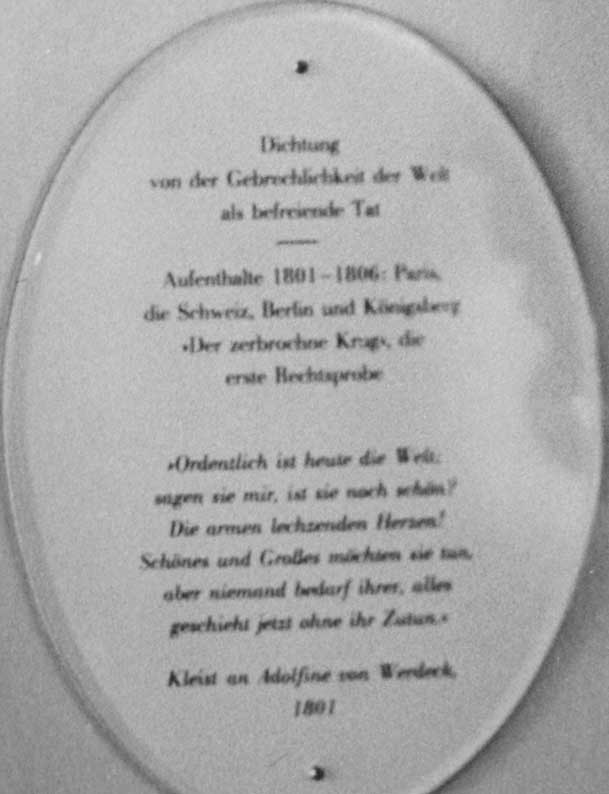 Dichtung
von der Gebrechlichkeit der Welt
als befreiende Tat
Aufenthalte 1801–1806: Paris,
die Schweiz, Berlin und Königsberg
›Der zerbrochne Krug‹, die
erste Rechtsprobe
»Ordentlich ist heute die Welt;
sagen sie mir, ist sie noch schön?
Die armen lechzenden Herzen!
Schönes und Großes möchten sie tun,
aber niemand bedarf ihrer, alles
geschieht jetzt ohne ihr Zutun.«
Kleist an Adolfine von Werdeck,
1801